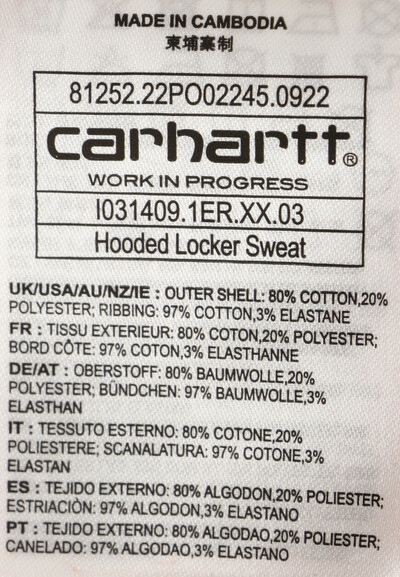 MADE IN CAMBODIA
柬埔寨制
81252.22PO02245.0922
carhartt®
WORK IN PROGRESS
I031409.1ER.XX.03
Hooded Locker Sweat
UK/USA/AU/NZ/IE : OUTER SHELL: 80% COTTON,20%
POLYESTER; RIBBING: 97% COTTON,3% ELASTANE
FR : TISSU EXTERIEUR: 80% COTON,20% POLYESTER;
BORD CÔTE: 97% COTON,3% ELASTHANNE
DE/AT : OBERSTOFF: 80% BAUMWOLLE,20%
POLYESTER; BÜNDCHEN: 97% BAUMWOLLE,3%
ELASTHAN
IT : TESSUTO ESTERNO: 80% COTONE,20%
POLIESTERE; SCANALATURA: 97% COTONE,3%
ELASTAN
ES : TEJIDO EXTERNO: 80% ALGODON,20% POLIESTER;
ESTRIACIÒN: 97% ALGODON,3% ELASTANO
PT : TEJIDO EXTERNO: 80% ALGODAO,20% POLIESTER;
CANELADO: 97% ALGODAO,3% ELASTANO